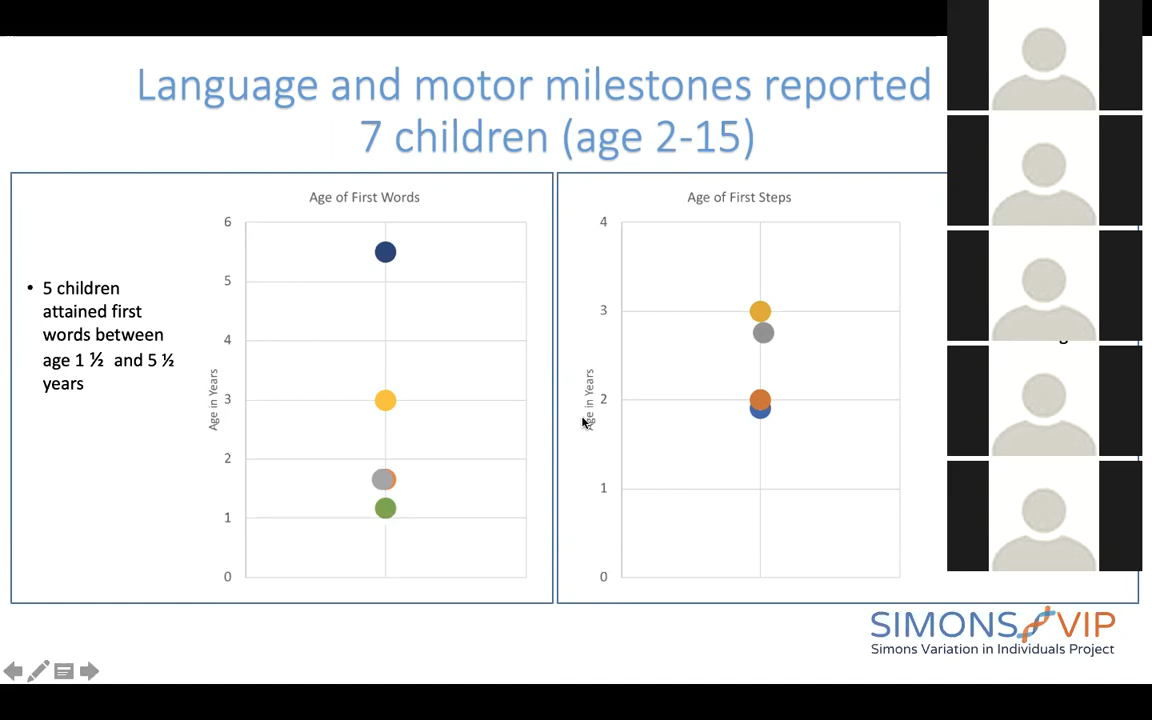 Language and motor milestones reported
7 children (age 2-15)
Age of First Words
6
5
4
3
2
1
0
Age in Years
• 5 children
attained first
words between
age 1 ½ and 5 ½
years
Age of First Steps
4
3
2
1
0
Age in Years
SIMONS VIP
Simons Variation in Individuals Project